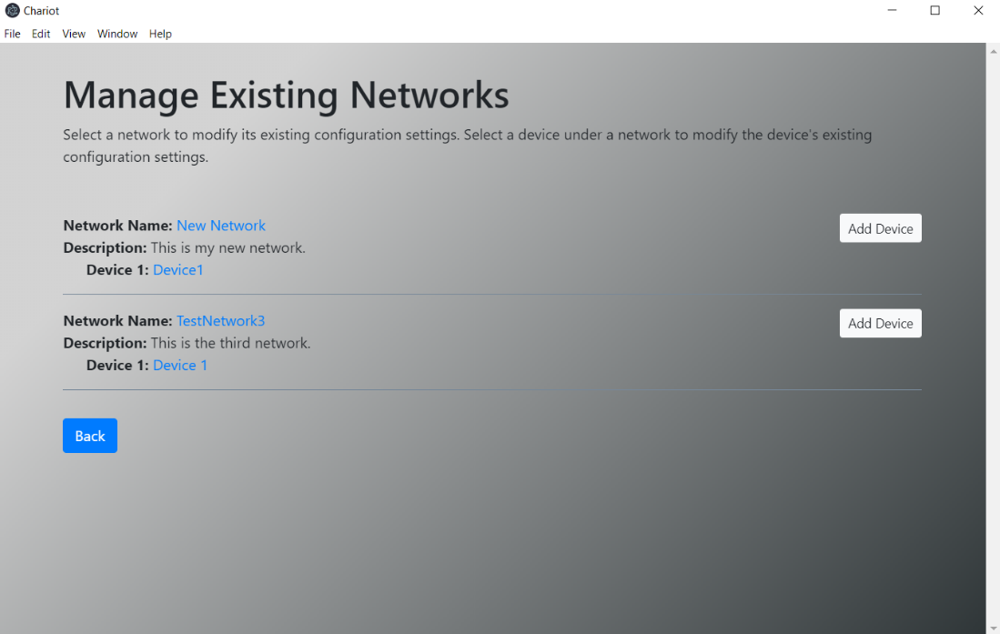 Chariot
File Edit View Window Help
Manage Existing Networks
Select a network to modify its existing configuration settings. Select a device under a network to modify the device's existing
configuration settings.
Network Name: New Network
Add Device
Description: This is my new network.
Device 1: Device1
Network Name: TestNetwork3
Add Device
Description: This is the third network.
Device 1: Device 1
Back